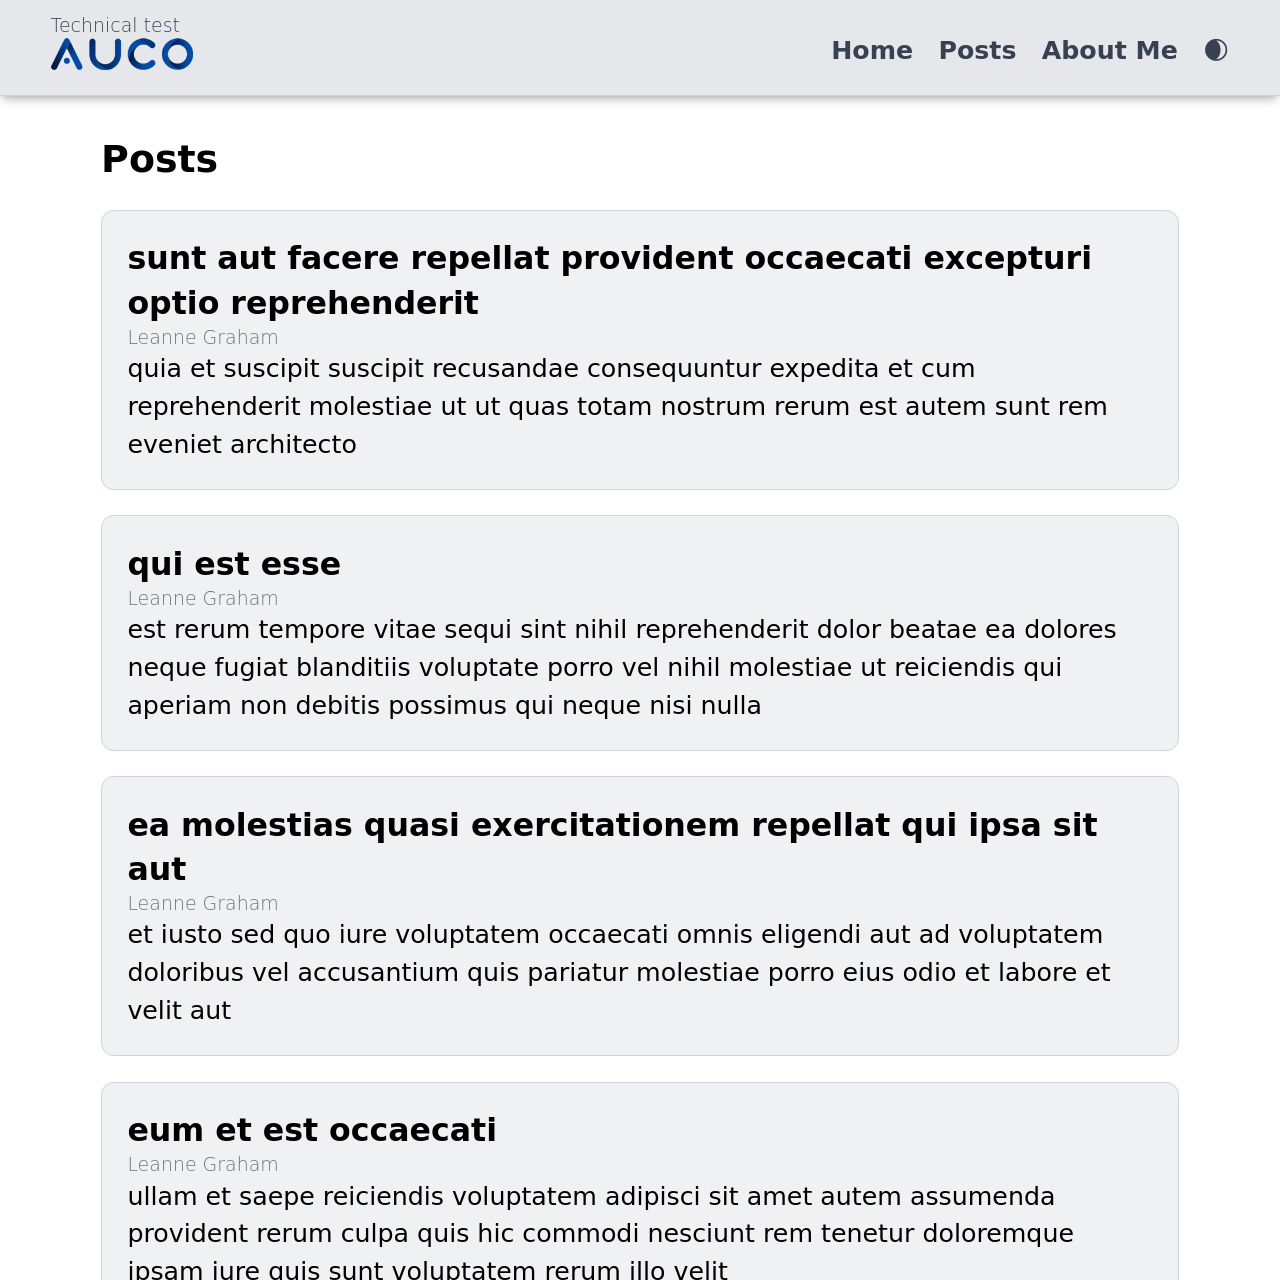 Technical test
AUCO
Home Posts About Me
Posts
sunt aut facere repellat provident occaecati excepturi
optio reprehenderit
Leanne Graham
quia et suscipit suscipit recusandae consequuntur expedita et cum
reprehenderit molestiae ut ut quas totam nostrum rerum est autem sunt rem
eveniet architecto
qui est esse
Leanne Graham
est rerum tempore vitae sequi sint nihil reprehenderit dolor beatae ea dolores
neque fugiat blanditiis voluptate porro vel nihil molestiae ut reiciendis qui
aperiam non debitis possimus qui neque nisi nulla
ea molestias quasi exercitationem repellat qui ipsa sit
aut
Leanne Graham
et iusto sed quo iure voluptatem occaecati omnis eligendi aut ad voluptatem
doloribus vel accusantium quis pariatur molestiae porro eius odio et labore et
velit aut
eum et est occaecati
Leanne Graham
ullam et saepe reiciendis voluptatem adipisci sit amet autem assumenda
provident rerum culpa quis hic commodi nesciunt rem tenetur doloremque
ipsam iure quis sunt voluptatem rerum illo velit